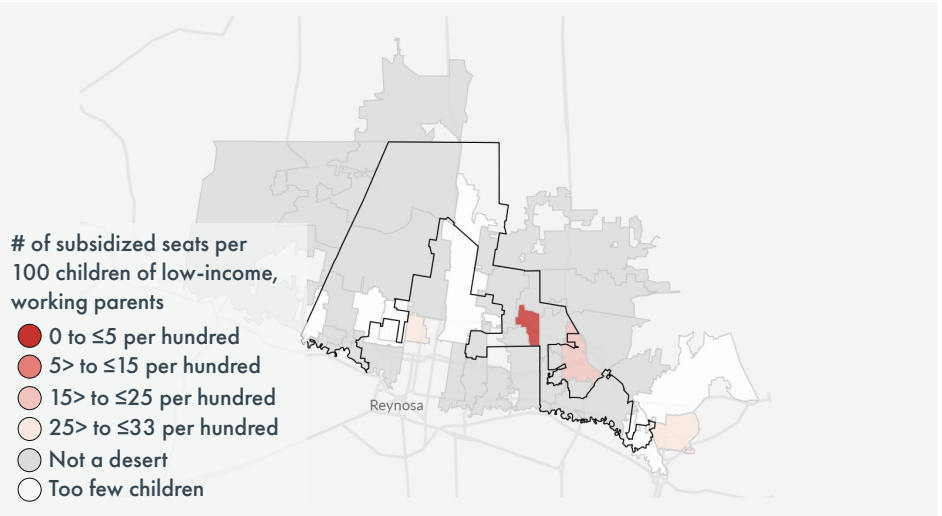 # of subsidized seats per
100 children of low-income,
working parents
0 to ≤5 per hundred
5> to ≤15 per hundred
15> to ≤25 per hundred
25> to ≤33 per hundred
Not a desert
Too few children
Reynosa